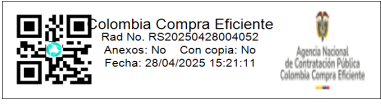 Colombia Compra Eficiente
Rad No. RS20250428004052
Anexos: No Con copia: No
Fecha: 28/04/2025 15:21:11
Agencia Nacional
de Contratación Pública
Colombia Compra Eficiente